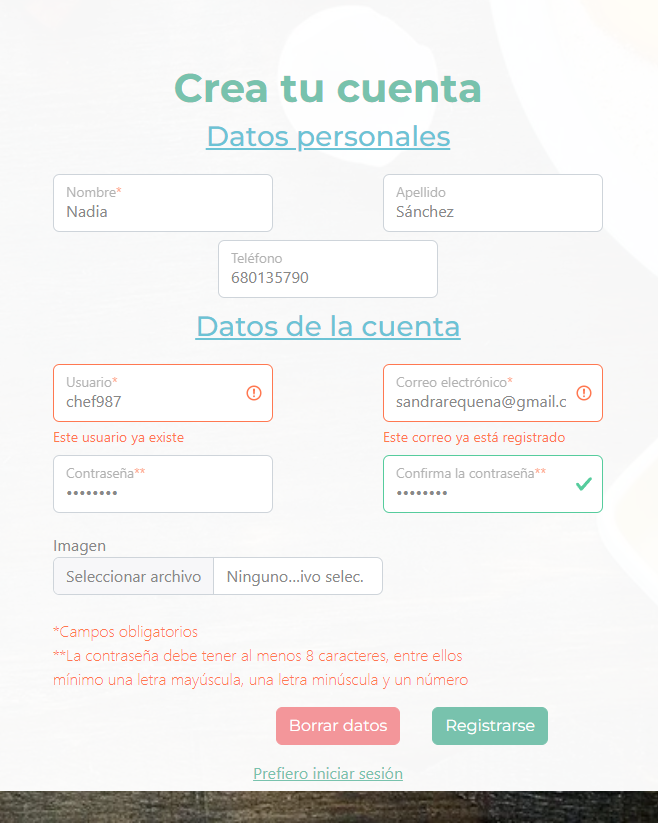 Crea tu cuenta
Datos personales
Nombre*
Nadia
Apellido
Sánchez
Teléfono
680135790
Datos de la cuenta
Usuario*
chef987
Correo electrónico*
sandrarequena@gmail.c
Este usuario ya existe
Este correo ya está registrado
Contraseña**
••••••••
Confirma la contraseña**
••••••••
Imagen
Seleccionar archivo Ninguno...ivo selec.
*Campos obligatorios
**La contraseña debe tener al menos 8 caracteres, entre ellos
mínimo una letra mayúscula, una letra minúscula y un número
Borrar datos Registrarse
Prefiero iniciar sesión